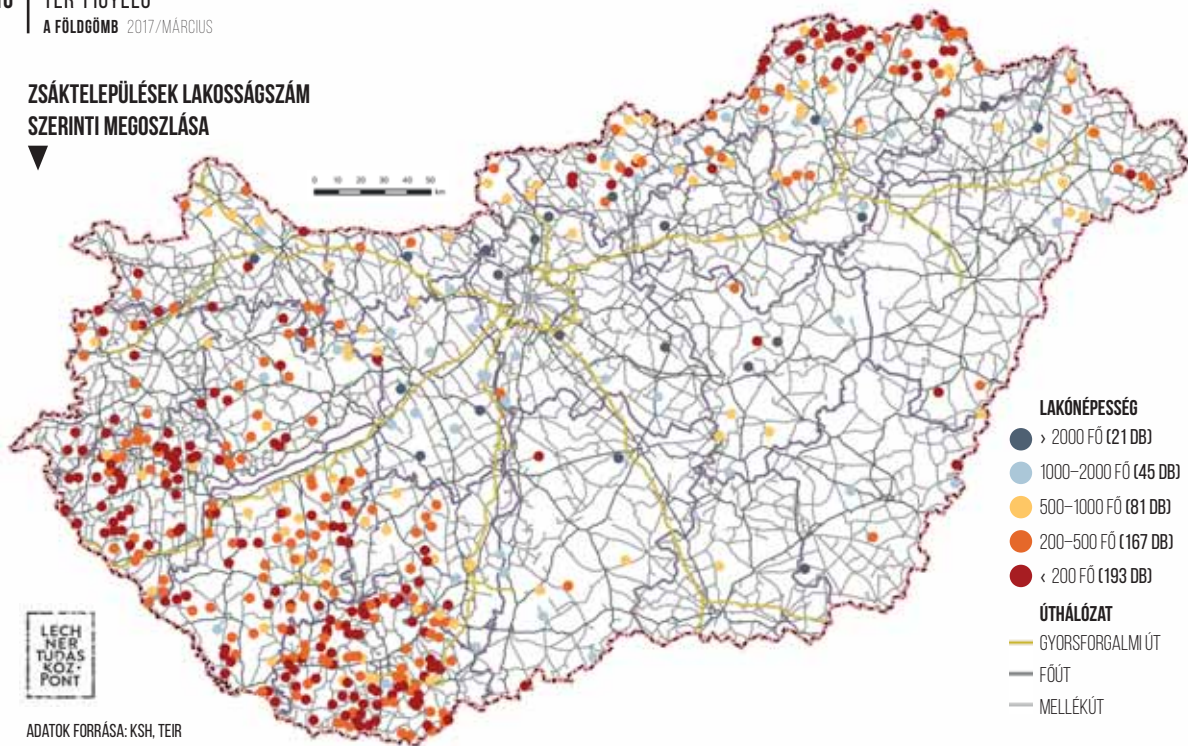 TÉR-FIGYELŐ
A FÖLDGÖMB 2017/MÁRCIUS
ZSÁKTELEPÜLÉSEK LAKOSSÁGSZÁM
SZERINTI MEGOSZLÁSA
0 10 20 30 40 50
km
LAKÓNÉPESSÉG
› 2000 FŐ (21 DB)
1000–2000 FŐ (45 DB)
500–1000 FŐ (81 DB)
200–500 FŐ (167 DB)
‹ 200 FŐ (193 DB)
ÚTHÁLÓZAT
GYORSFORGALMI ÚT
FŐÚT
MELLÉKÚT
LECH
NER
TUDÁS
KÖZ-
PONT
ADATOK FORRÁSA: KSH, TEIR